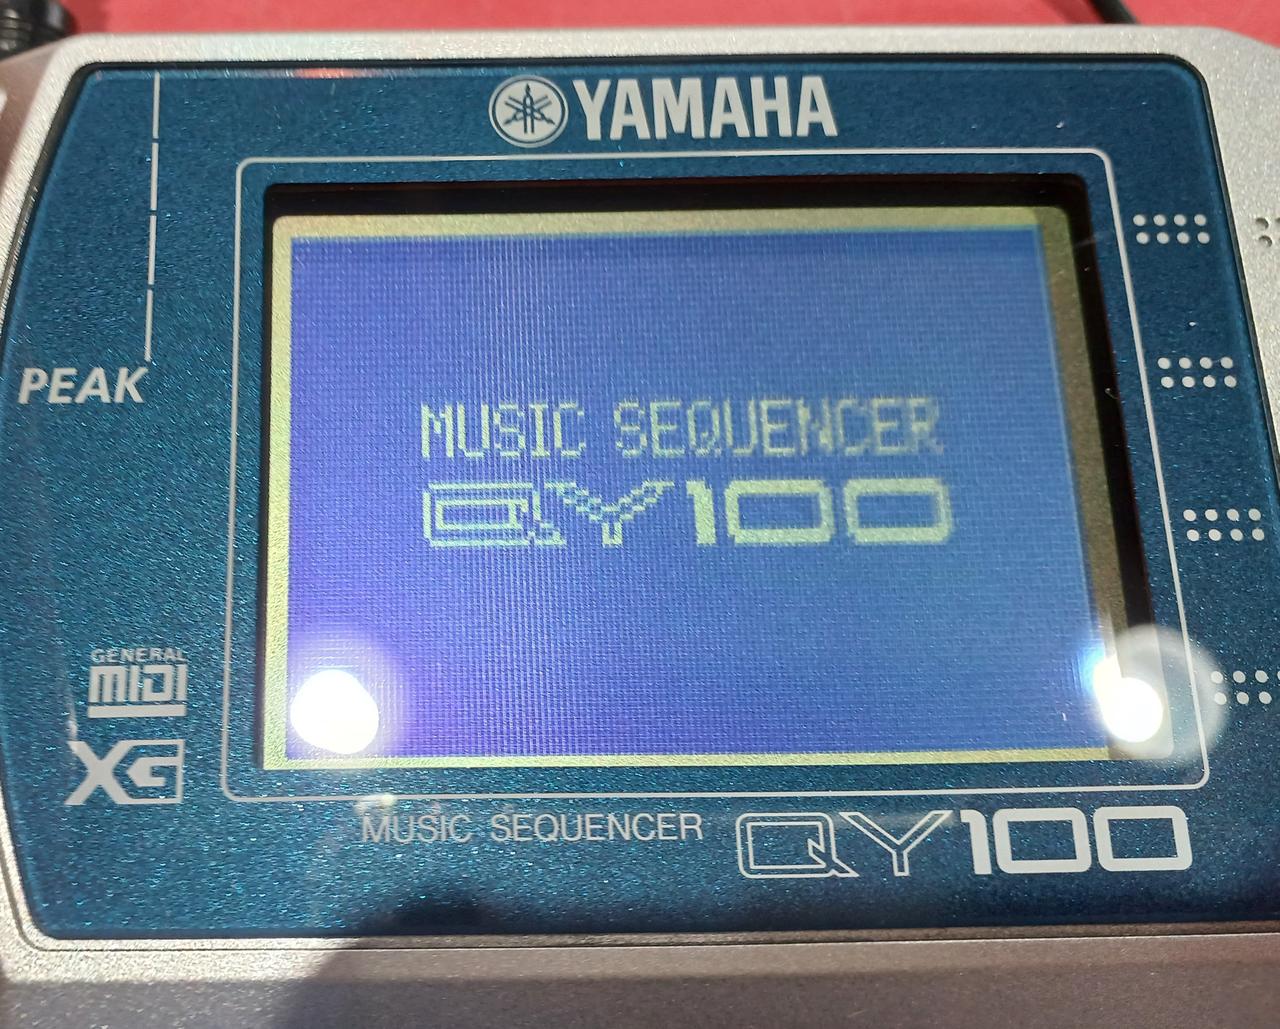 YAMAHA
PEAK
MUSIC SEQUENCER
QY100
GENERAL
MIDI
XG
MUSIC SEQUENCER QY100